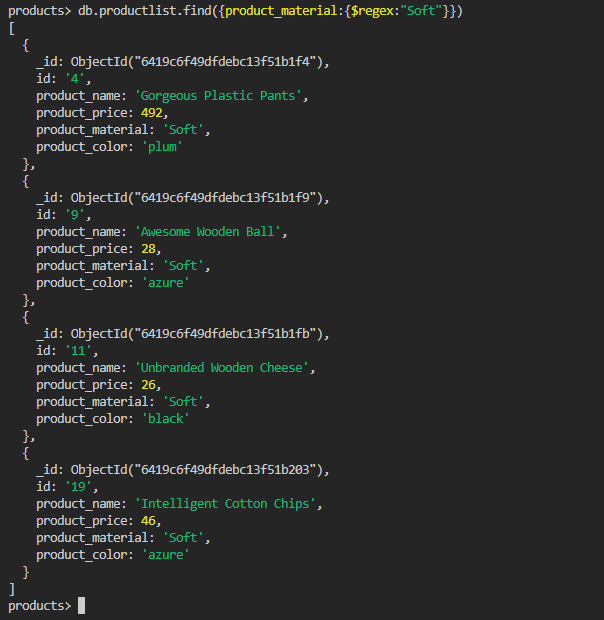 products> db.productlist.find({product_material:{$regex:"Soft"}})
[
  {
    _id: ObjectId("6419c6f49dfdebc13f51b1f4"),
    id: '4',
    product_name: 'Gorgeous Plastic Pants',
    product_price: 492,
    product_material: 'Soft',
    product_color: 'plum'
  },
  {
    _id: ObjectId("6419c6f49dfdebc13f51b1f9"),
    id: '9',
    product_name: 'Awesome Wooden Ball',
    product_price: 28,
    product_material: 'Soft',
    product_color: 'azure'
  },
  {
    _id: ObjectId("6419c6f49dfdebc13f51b1fb"),
    id: '11',
    product_name: 'Unbranded Wooden Cheese',
    product_price: 26,
    product_material: 'Soft',
    product_color: 'black'
  },
  {
    _id: ObjectId("6419c6f49dfdebc13f51b203"),
    id: '19',
    product_name: 'Intelligent Cotton Chips',
    product_price: 46,
    product_material: 'Soft',
    product_color: 'azure'
  }
]
products>